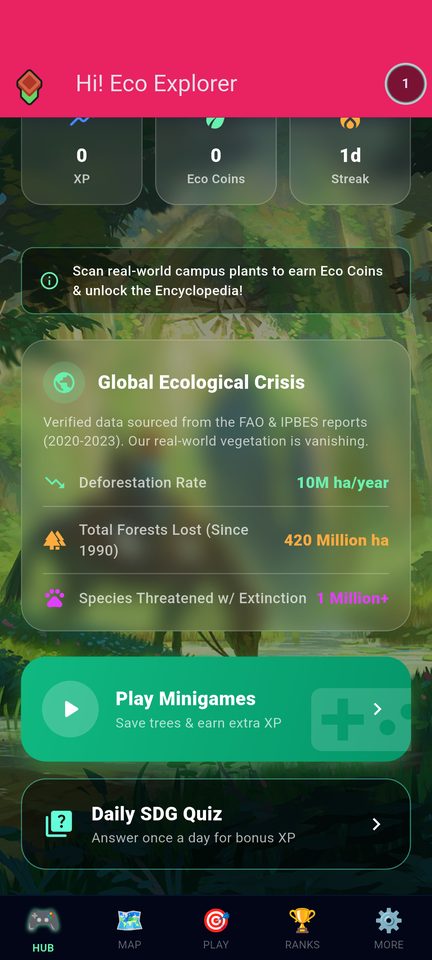 Hi! Eco Explorer
1
0
XP
0
Eco Coins
1d
Streak
Scan real-world campus plants to earn Eco Coins
& unlock the Encyclopedia!
Global Ecological Crisis
Verified data sourced from the FAO & IPBES reports
(2020-2023). Our real-world vegetation is vanishing.
Deforestation Rate
10M ha/year
Total Forests Lost (Since
1990)
420 Million ha
Species Threatened w/ Extinction
1 Million+
Play Minigames
Save trees & earn extra XP
Daily SDG Quiz
Answer once a day for bonus XP
HUB
MAP
PLAY
RANKS
MORE